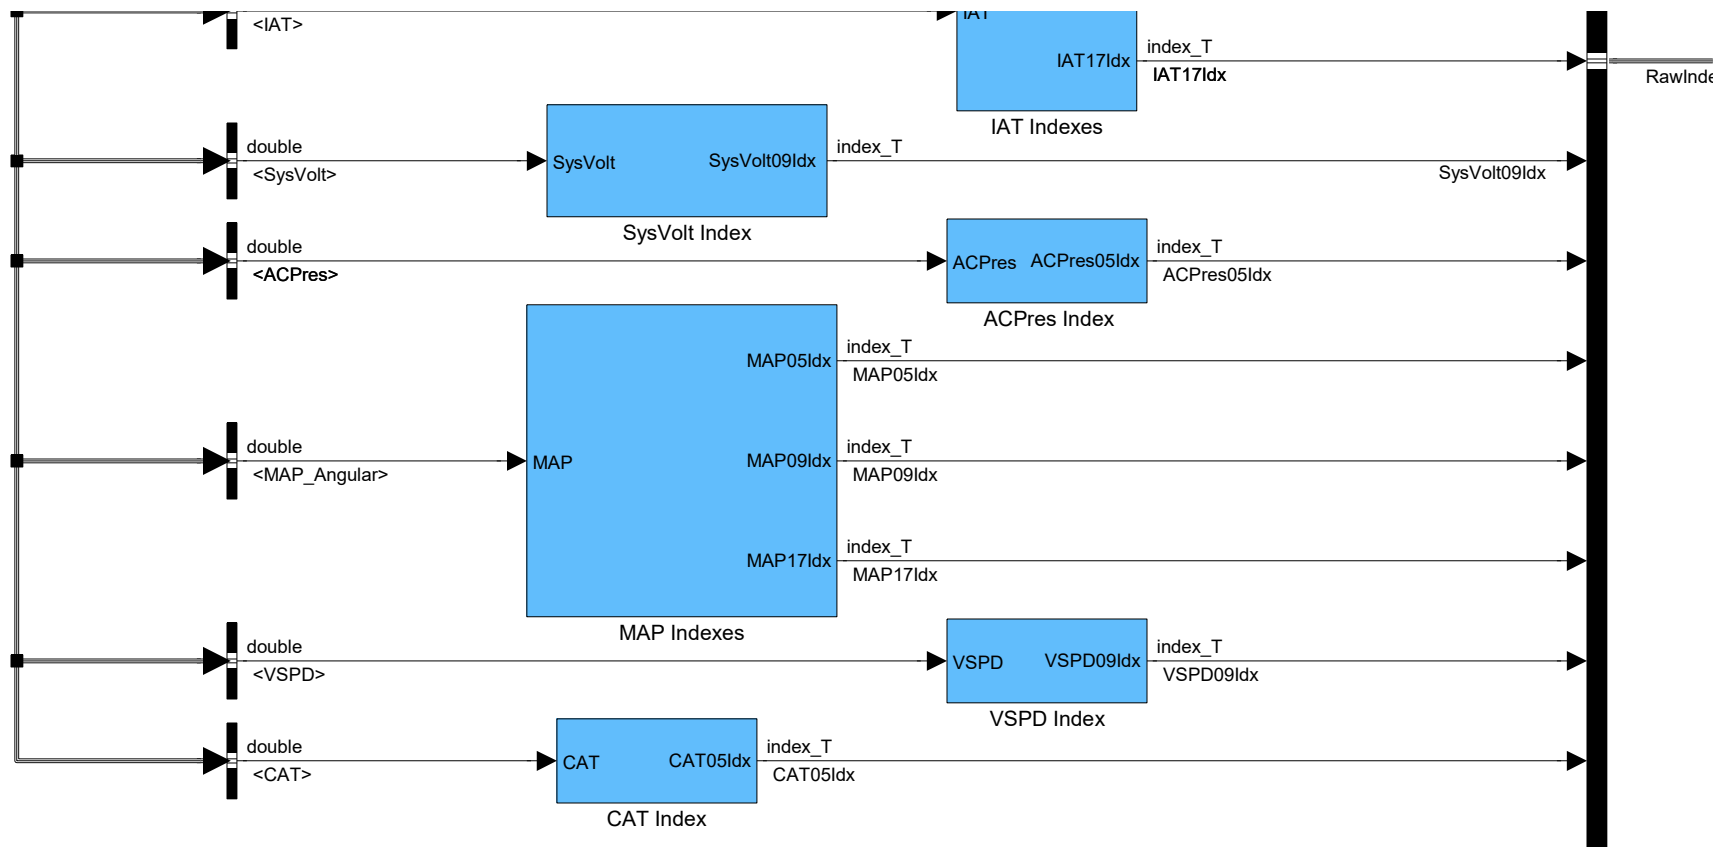 <IAT>
IAT
IAT17Idx
index_T
IAT17Idx
IAT Indexes
double
<SysVolt>
SysVolt
SysVolt09Idx
index_T
SysVolt09Idx
SysVolt Index
double
<ACPres>
ACPres
ACPres05Idx
index_T
ACPres05Idx
ACPres Index
MAP05Idx
index_T
MAP05Idx
double
<MAP_Angular>
MAP
MAP09Idx
index_T
MAP09Idx
MAP17Idx
index_T
MAP17Idx
MAP Indexes
double
<VSPD>
VSPD
VSPD09Idx
index_T
VSPD09Idx
VSPD Index
double
<CAT>
CAT
CAT05Idx
index_T
CAT05Idx
CAT Index